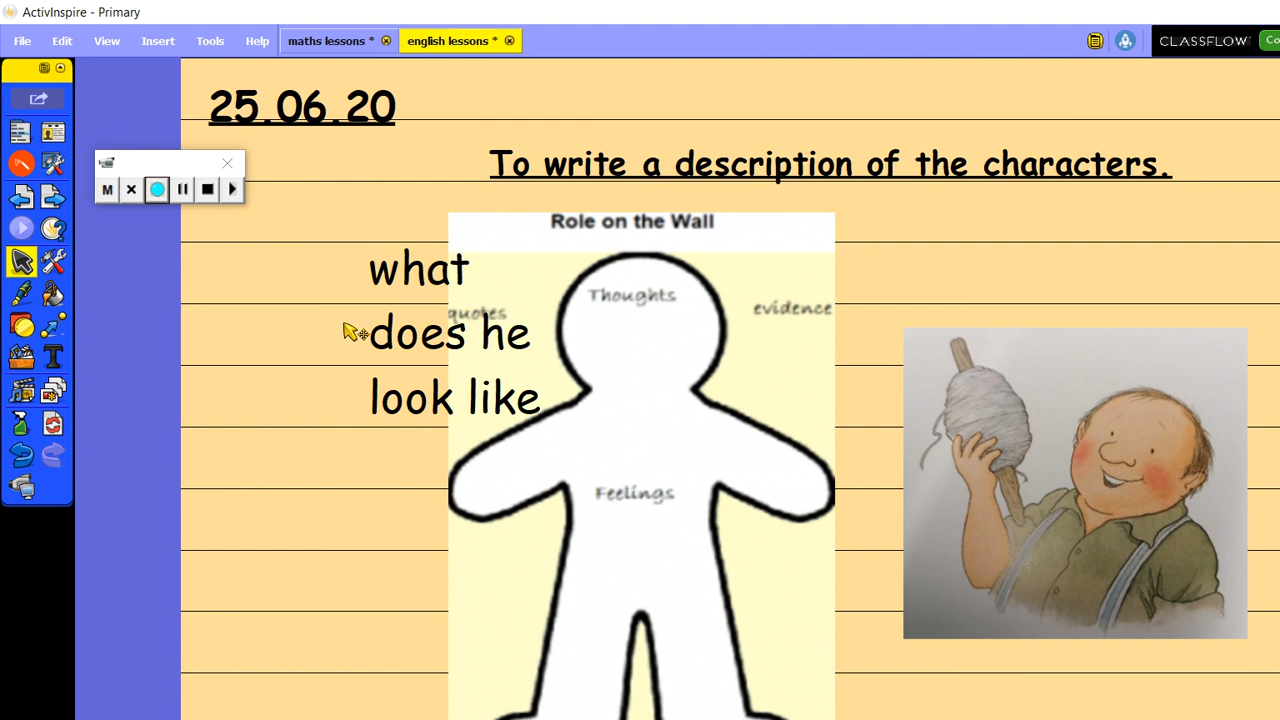 ActivInspire - Primary
File Edit View Insert Tools Help maths lessons * english lessons * CLASSFLOW Co
25.06.20
To write a description of the characters.
M
Role on the Wall
what
Thoughts
quotes
evidence
does he
look like
Feelings
T